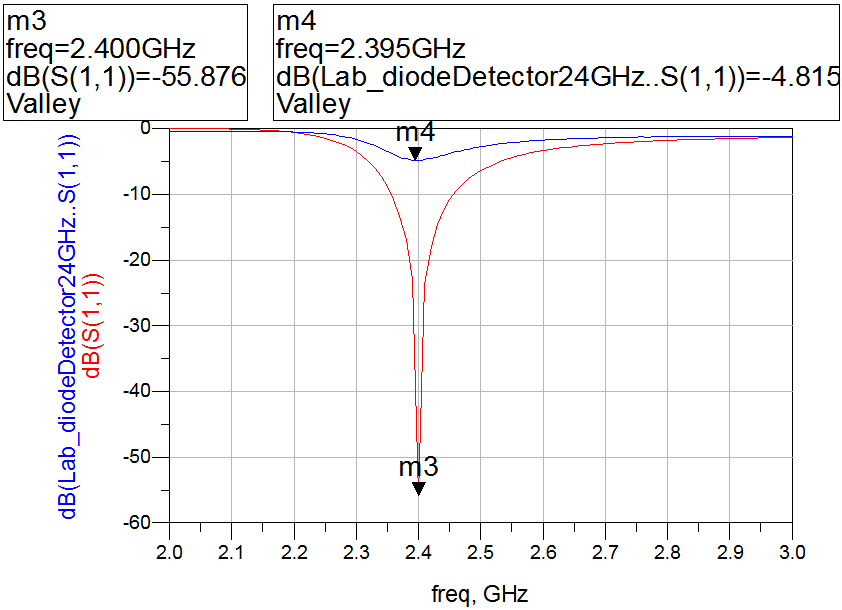 m3
freq=2.400GHz
dB(S(1,1))=-55.876
Valley
m4
freq=2.395GHz
dB(Lab_diodeDetector24GHz..S(1,1))=-4.815
Valley
dB(Lab_diodeDetector24GHz..S(1,1))
dB(S(1,1))
0
-10
-20
-30
-40
-50
-60
m4
m3
2.0 2.1 2.2 2.3 2.4 2.5 2.6 2.7 2.8 2.9 3.0
freq, GHz